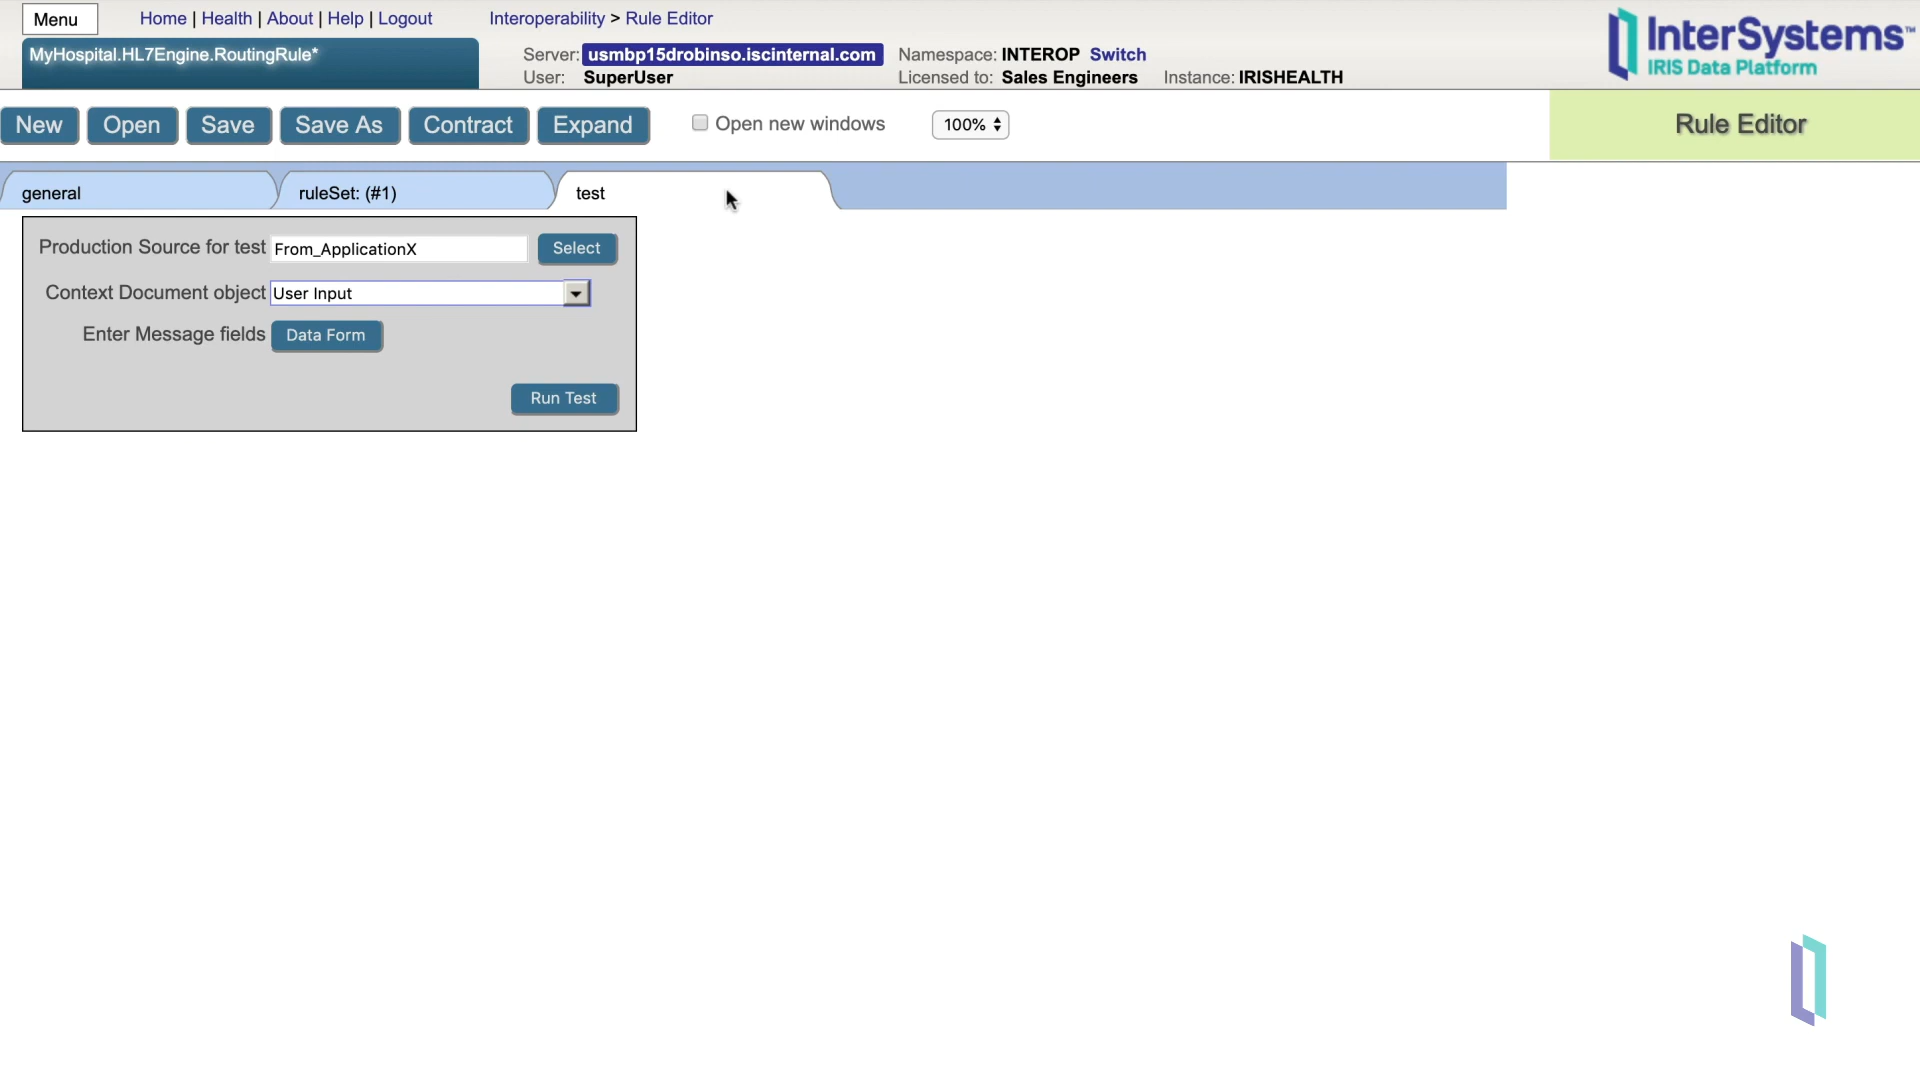 Menu
Home | Health | About | Help | Logout
Interoperability > Rule Editor
MyHospital.HL7Engine.RoutingRule*
Server: usmbp15drobinso.iscinternal.com
Namespace: INTEROP Switch
User: SuperUser
Licensed to: Sales Engineers
Instance: IRISHEALTH
InterSystems™
IRIS Data Platform
New
Open
Save
Save As
Contract
Expand
Open new windows
100%
Rule Editor
general
ruleSet: (#1)
test
Production Source for test From_ApplicationX Select
Context Document object User Input
Enter Message fields Data Form
Run Test